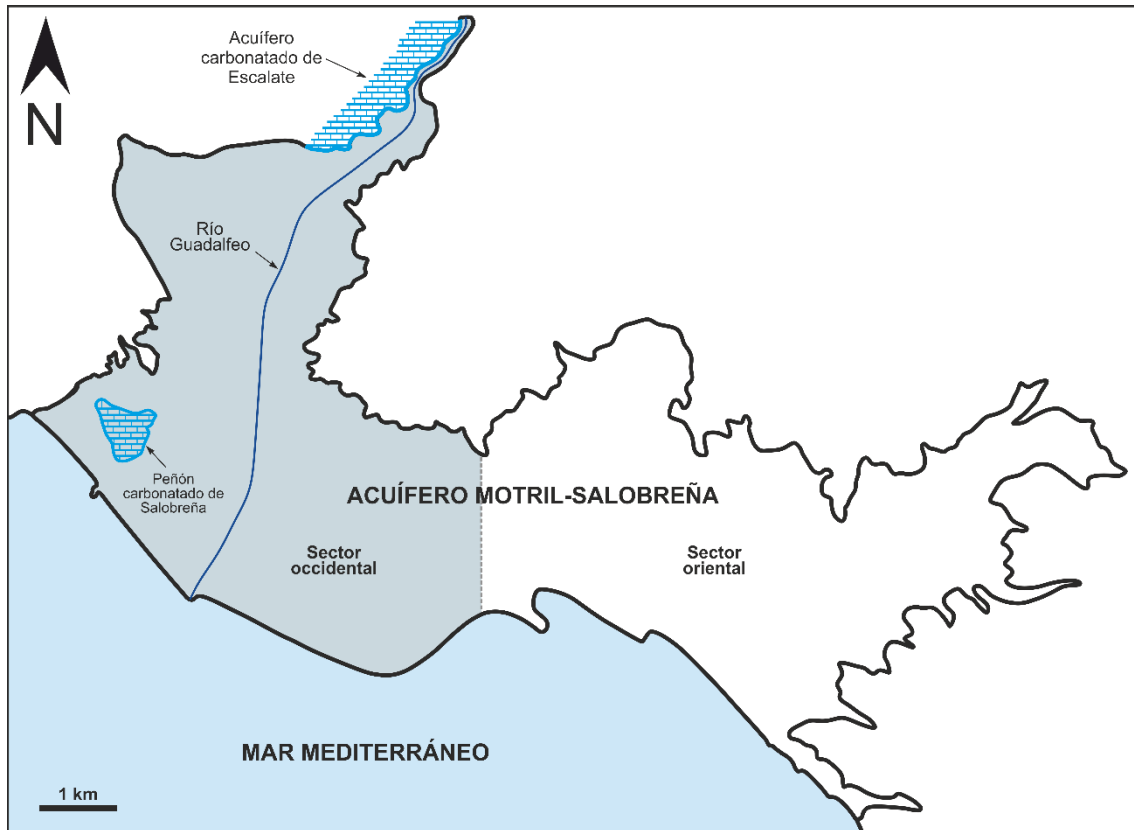 Acuífero
carbonatado de
Escalate
N
Río
Guadalfeo
Peñón
carbonatado de
Salobreña
ACUÍFERO MOTRIL-SALOBREÑA
Sector
occidental
Sector
oriental
MAR MEDITERRÁNEO
1 km